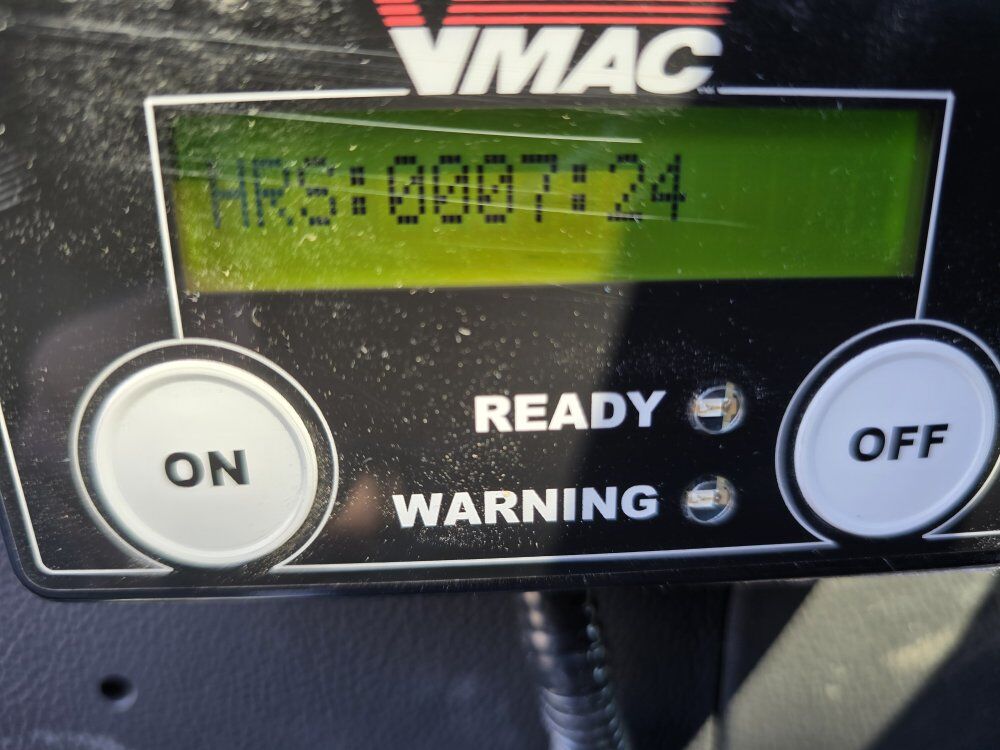 VMAC
HRS:0007:24
READY
ON
OFF
WARNING